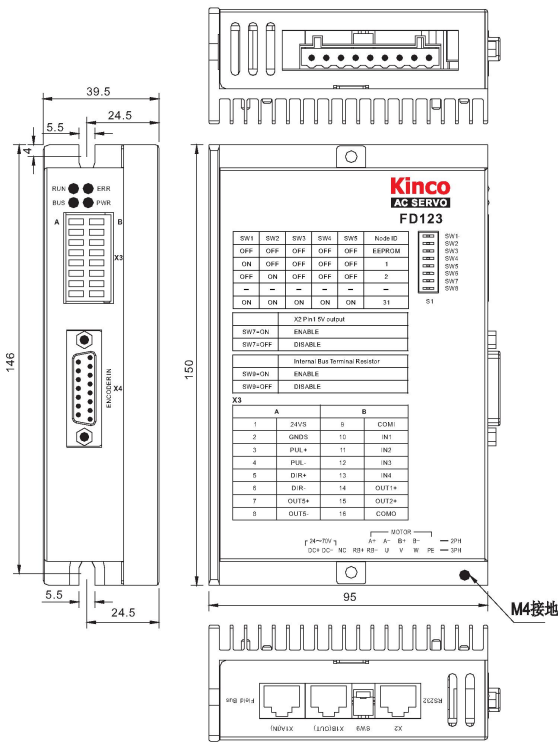 39.5
24.5
5.5
4
RUN ERR
BUS PWR
A B
X3
ENCODER IN
X4
146
5.5
24.5
150
Kinco
AC SERVO
FD123
SW1 SW2 SW3 SW4 SW5 Node ID
OFF OFF OFF OFF OFF EEPROM
ON OFF OFF OFF OFF 1
OFF ON OFF OFF OFF 2
– – – – – –
ON ON ON ON ON 31
SW1
SW2
SW3
SW4
SW5
SW6
SW7
SW8
S1
X2 Pin1 5V output
SW7=ON ENABLE
SW7=OFF DISABLE
Internal Bus Terminal Resistor
SW9=ON ENABLE
SW9=OFF DISABLE
X3
A B
1 24VS 9 COMI
2 GNDS 10 IN1
3 PUL+ 11 IN2
4 PUL- 12 IN3
5 DIR+ 13 IN4
6 DIR- 14 OUT1+
7 OUT5+ 15 OUT2+
8 OUT5- 16 COMO
MOTOR
24~70V A+ A- B+ B- 2PH
DC+ DC- NC RB+ RB- U V W PE 3PH
95
M4接地
Field Bus
X1A(IN)
X1B(OUT)
SW9
X2
RS232